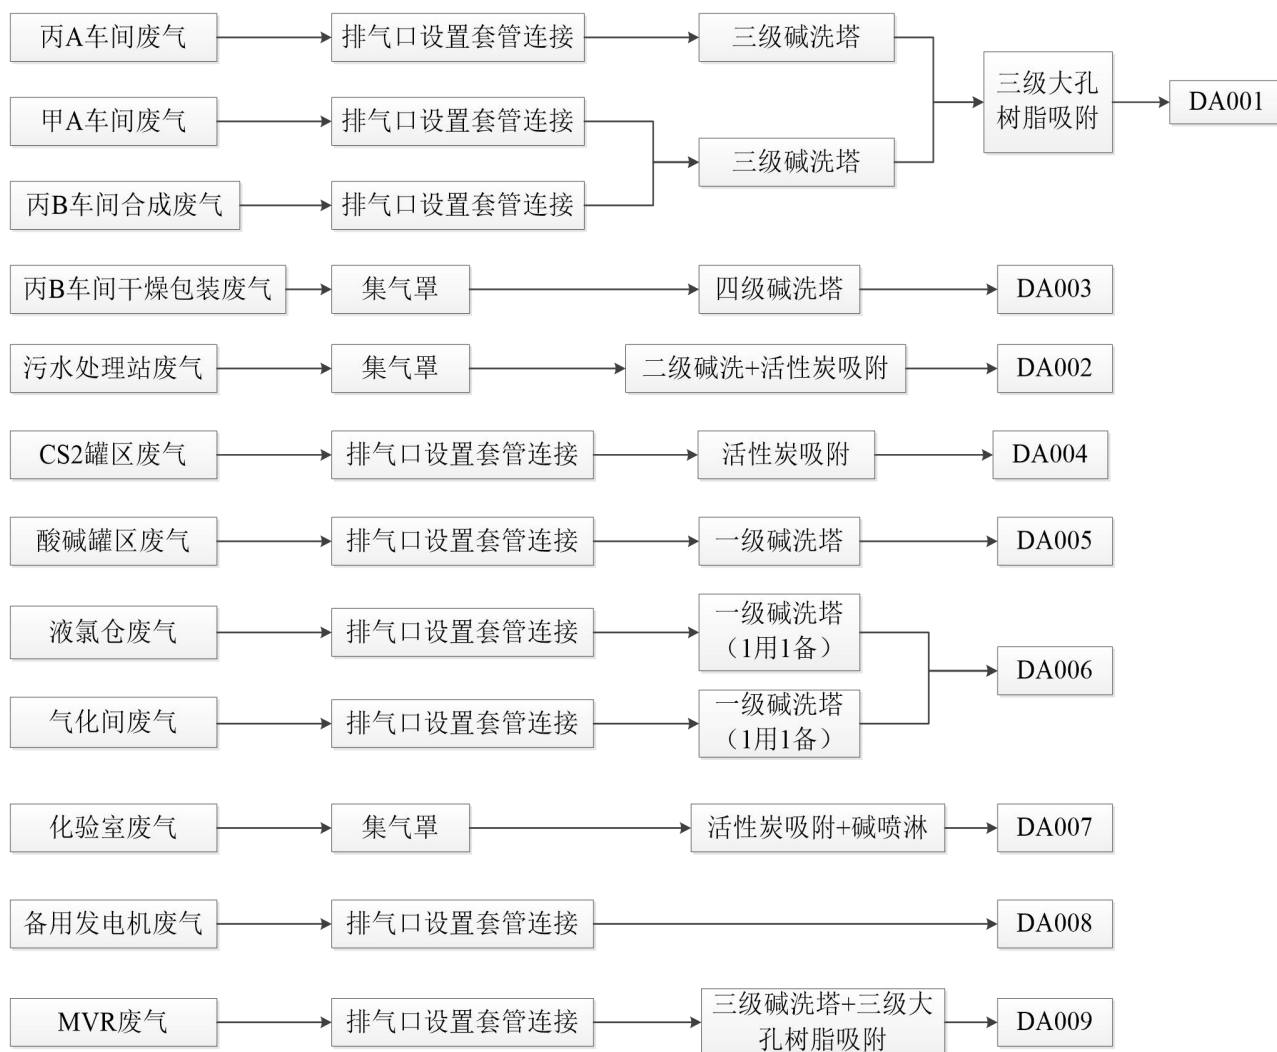 丙A车间废气
排气口设置套管连接
三级碱洗塔
三级大孔
树脂吸附
DA001
甲A车间废气
排气口设置套管连接
三级碱洗塔
丙B车间合成废气
排气口设置套管连接
丙B车间干燥包装废气
集气罩
四级碱洗塔
DA003
污水处理站废气
集气罩
二级碱洗+活性炭吸附
DA002
CS2罐区废气
排气口设置套管连接
活性炭吸附
DA004
酸碱罐区废气
排气口设置套管连接
一级碱洗塔
DA005
液氯仓废气
排气口设置套管连接
一级碱洗塔
（1用1备）
DA006
气化间废气
排气口设置套管连接
一级碱洗塔
（1用1备）
化验室废气
集气罩
活性炭吸附+碱喷淋
DA007
备用发电机废气
排气口设置套管连接
DA008
MVR废气
排气口设置套管连接
三级碱洗塔+三级大
孔树脂吸附
DA009